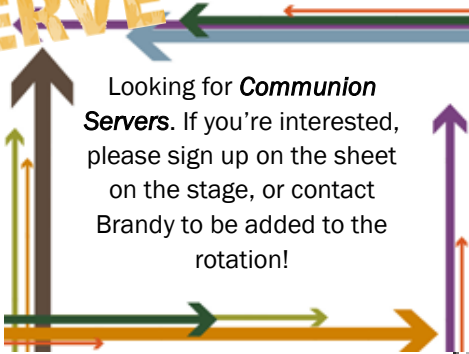 SERVE
Looking for Communion
Servers. If you’re interested,
please sign up on the sheet
on the stage, or contact
Brandy to be added to the
rotation!